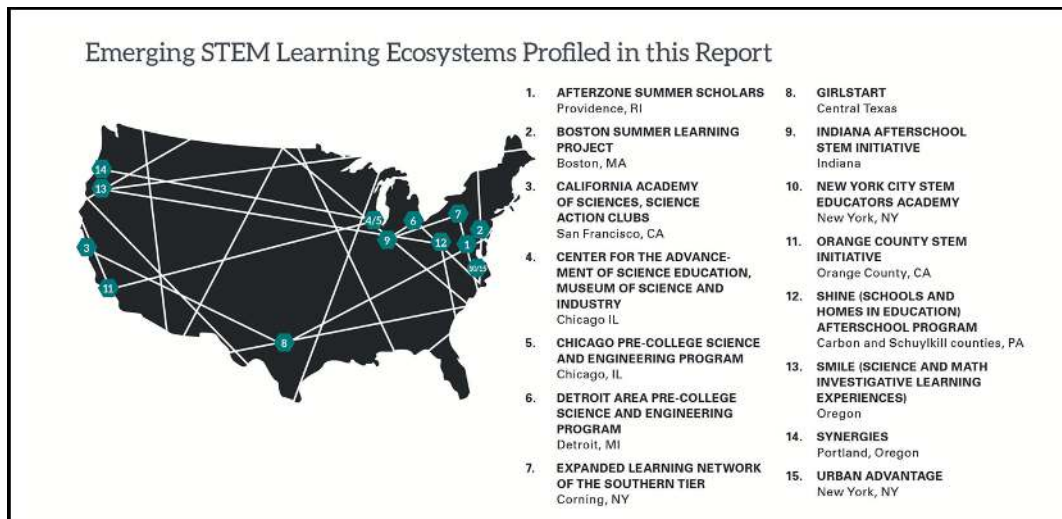 Emerging STEM Learning Ecosystems Profiled in this Report
1. AFTERZONE SUMMER SCHOLARS
Providence, RI
2. BOSTON SUMMER LEARNING
PROJECT
Boston, MA
3. CALIFORNIA ACADEMY
OF SCIENCES, SCIENCE
ACTION CLUBS
San Francisco, CA
4. CENTER FOR THE ADVANCE-
MENT OF SCIENCE EDUCATION,
MUSEUM OF SCIENCE AND
INDUSTRY
Chicago IL
5. CHICAGO PRE-COLLEGE SCIENCE
AND ENGINEERING PROGRAM
Chicago, IL
6. DETROIT AREA PRE-COLLEGE
SCIENCE AND ENGINEERING
PROGRAM
Detroit, MI
7. EXPANDED LEARNING NETWORK
OF THE SOUTHERN TIER
Corning, NY
8. GIRLSTART
Central Texas
9. INDIANA AFTERSCHOOL
STEM INITIATIVE
Indiana
10. NEW YORK CITY STEM
EDUCATORS ACADEMY
New York, NY
11. ORANGE COUNTY STEM
INITIATIVE
Orange County, CA
12. SHINE (SCHOOLS AND
HOMES IN EDUCATION)
AFTERSCHOOL PROGRAM
Carbon and Schuylkill counties, PA
13. SMILE (SCIENCE AND MATH
INVESTIGATIVE LEARNING
EXPERIENCES)
Oregon
14. SYNERGIES
Portland, Oregon
15. URBAN ADVANTAGE
New York, NY
14
13
3
11
8
4/5
6
9
12
7
2
1
10/15